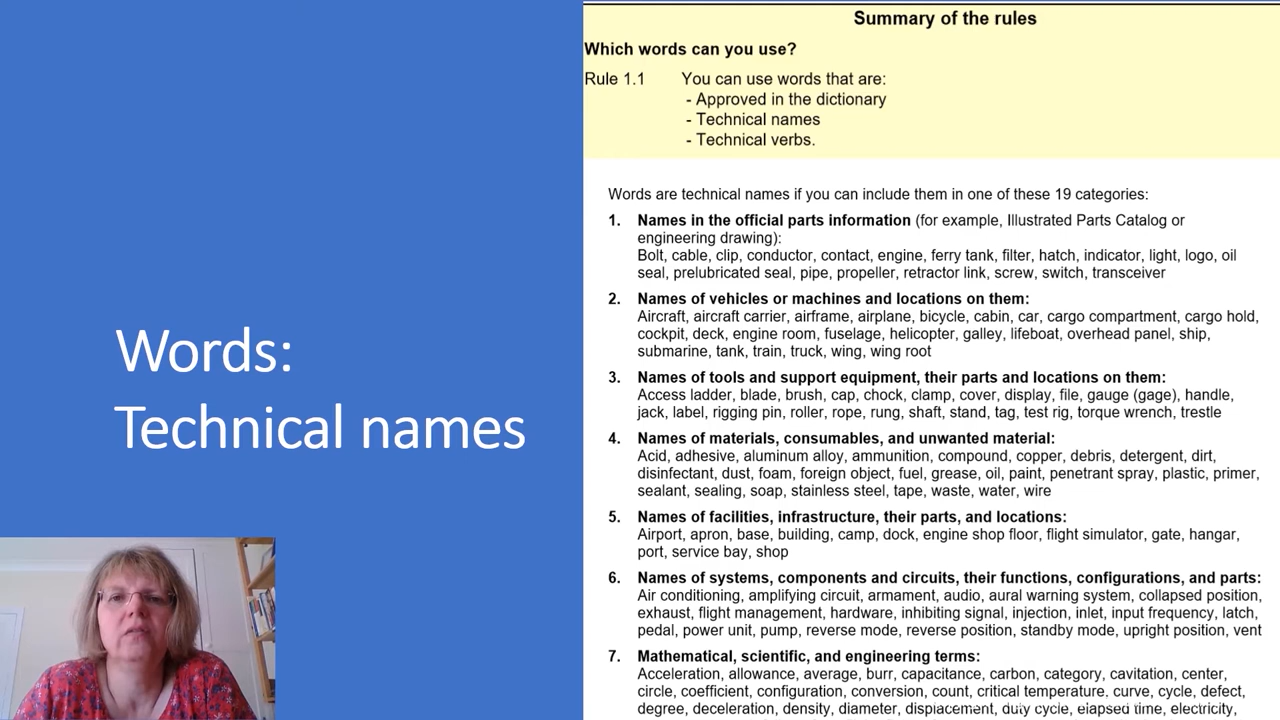 Words:
Technical names
Summary of the rules
Which words can you use?
Rule 1.1 You can use words that are:
- Approved in the dictionary
- Technical names
- Technical verbs.
Words are technical names if you can include them in one of these 19 categories:
1. Names in the official parts information (for example, Illustrated Parts Catalog or
engineering drawing):
Bolt, cable, clip, conductor, contact, engine, ferry tank, filter, hatch, indicator, light, logo, oil
seal, prelubricated seal, pipe, propeller, retractor link, screw, switch, transceiver
2. Names of vehicles or machines and locations on them:
Aircraft, aircraft carrier, airframe, airplane, bicycle, cabin, car, cargo compartment, cargo hold,
cockpit, deck, engine room, fuselage, helicopter, galley, lifeboat, overhead panel, ship,
submarine, tank, train, truck, wing, wing root
3. Names of tools and support equipment, their parts and locations on them:
Access ladder, blade, brush, cap, chock, clamp, cover, display, file, gauge (gage), handle,
jack, label, rigging pin, roller, rope, rung, shaft, stand, tag, test rig, torque wrench, trestle
4. Names of materials, consumables, and unwanted material:
Acid, adhesive, aluminum alloy, ammunition, compound, copper, debris, detergent, dirt,
disinfectant, dust, foam, foreign object, fuel, grease, oil, paint, penetrant spray, plastic, primer,
sealant, sealing, soap, stainless steel, tape, waste, water, wire
5. Names of facilities, infrastructure, their parts, and locations:
Airport, apron, base, building, camp, dock, engine shop floor, flight simulator, gate, hangar,
port, service bay, shop
6. Names of systems, components and circuits, their functions, configurations, and parts:
Air conditioning, amplifying circuit, armament, audio, aural warning system, collapsed position,
exhaust, flight management, hardware, inhibiting signal, injection, inlet, input frequency, latch,
pedal, power unit, pump, reverse mode, reverse position, standby mode, upright position, vent
7. Mathematical, scientific, and engineering terms:
Acceleration, allowance, average, burr, capacitance, carbon, category, cavitation, center,
circle, coefficient, configuration, conversion, count, critical temperature, curve, cycle, defect,
degree, deceleration, density, diameter, displacement, duty cycle, elapsed time, electricity,